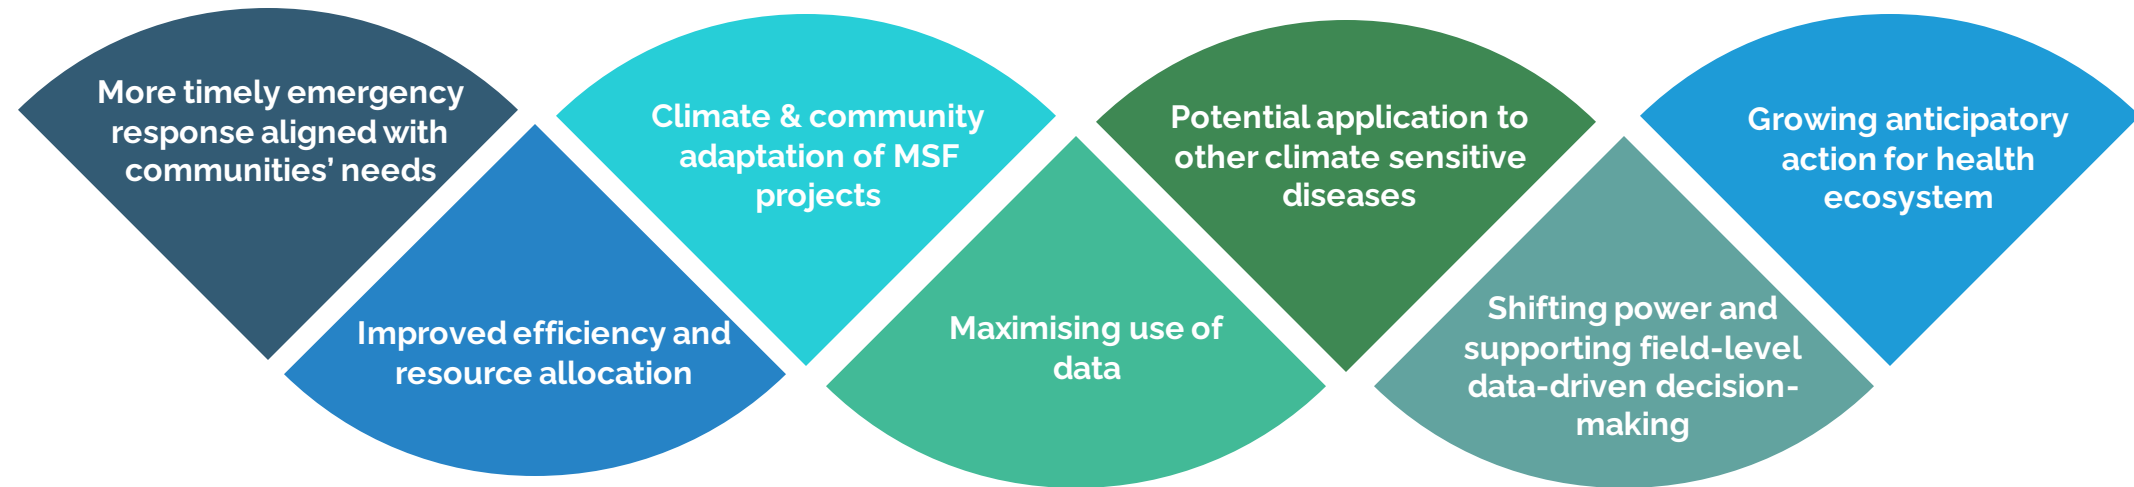 More timely emergency
response aligned with
communities’ needs
Improved efficiency and
resource allocation
Climate & community
adaptation of MSF
projects
Maximising use of
data
Potential application to
other climate sensitive
diseases
Shifting power and
supporting field-level
data-driven decision-
making
Growing anticipatory
action for health
ecosystem